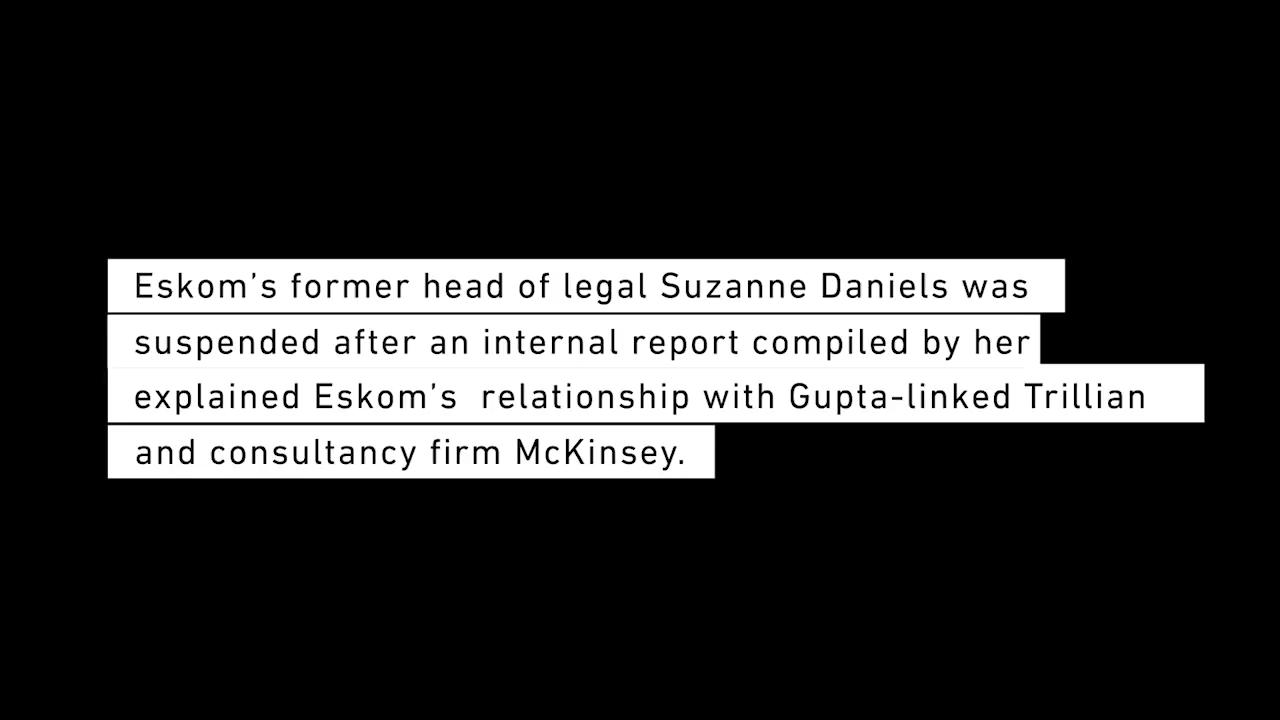 Eskom’s former head of legal Suzanne Daniels was
suspended after an internal report compiled by her
explained Eskom’s  relationship with Gupta-linked Trillian
and consultancy firm McKinsey.